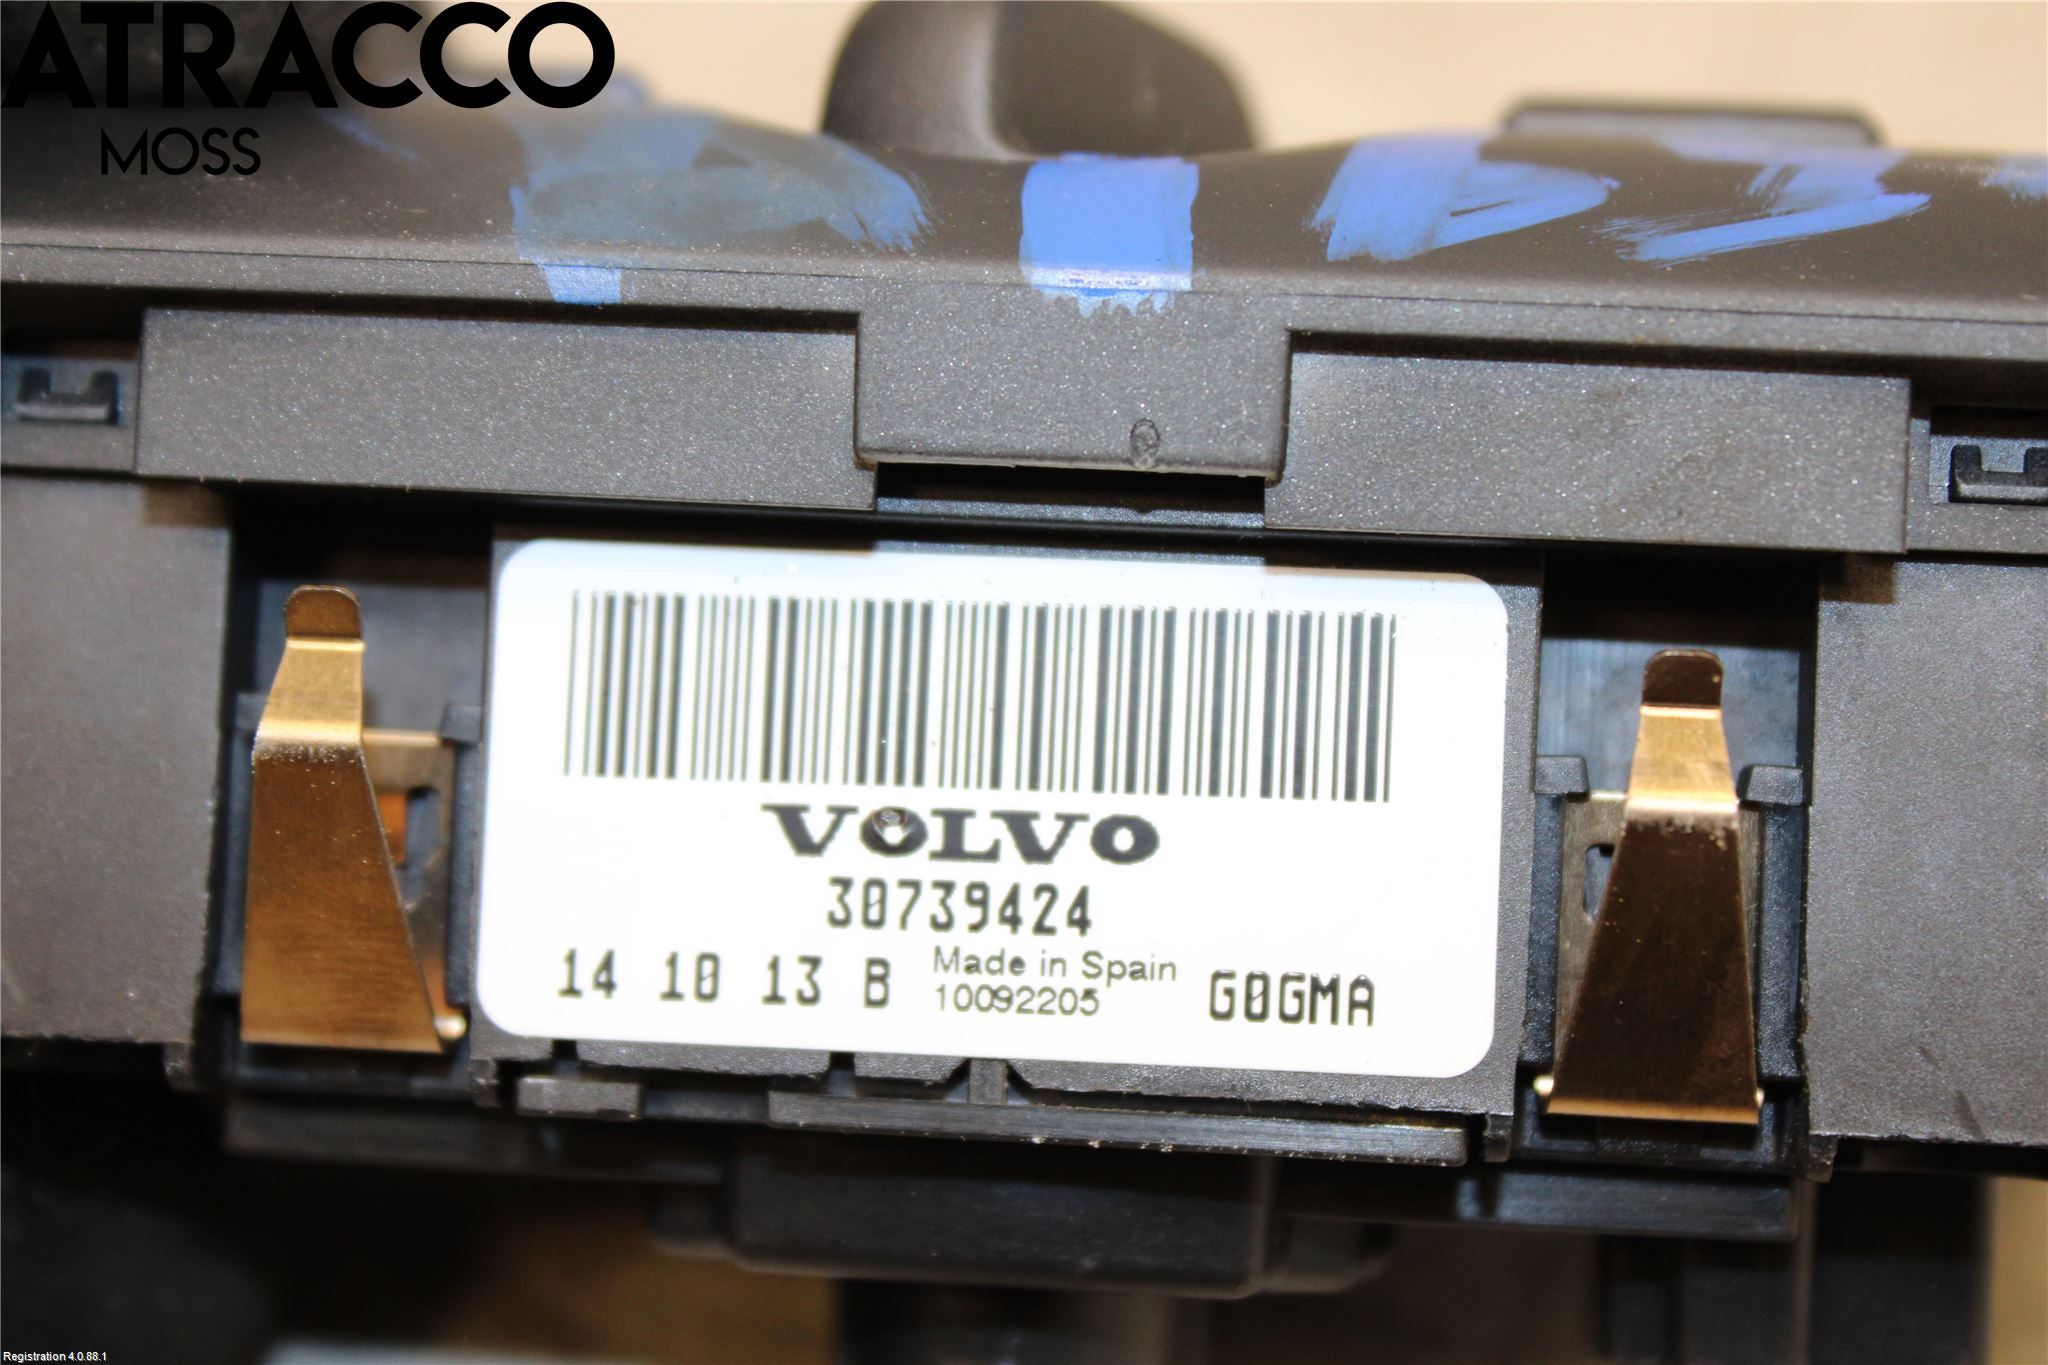 ATRACCO
MOSS
VOLVO
30739424
14 10 13 B Made in Spain G0GMA
10092205
Registration 4.0.88.1